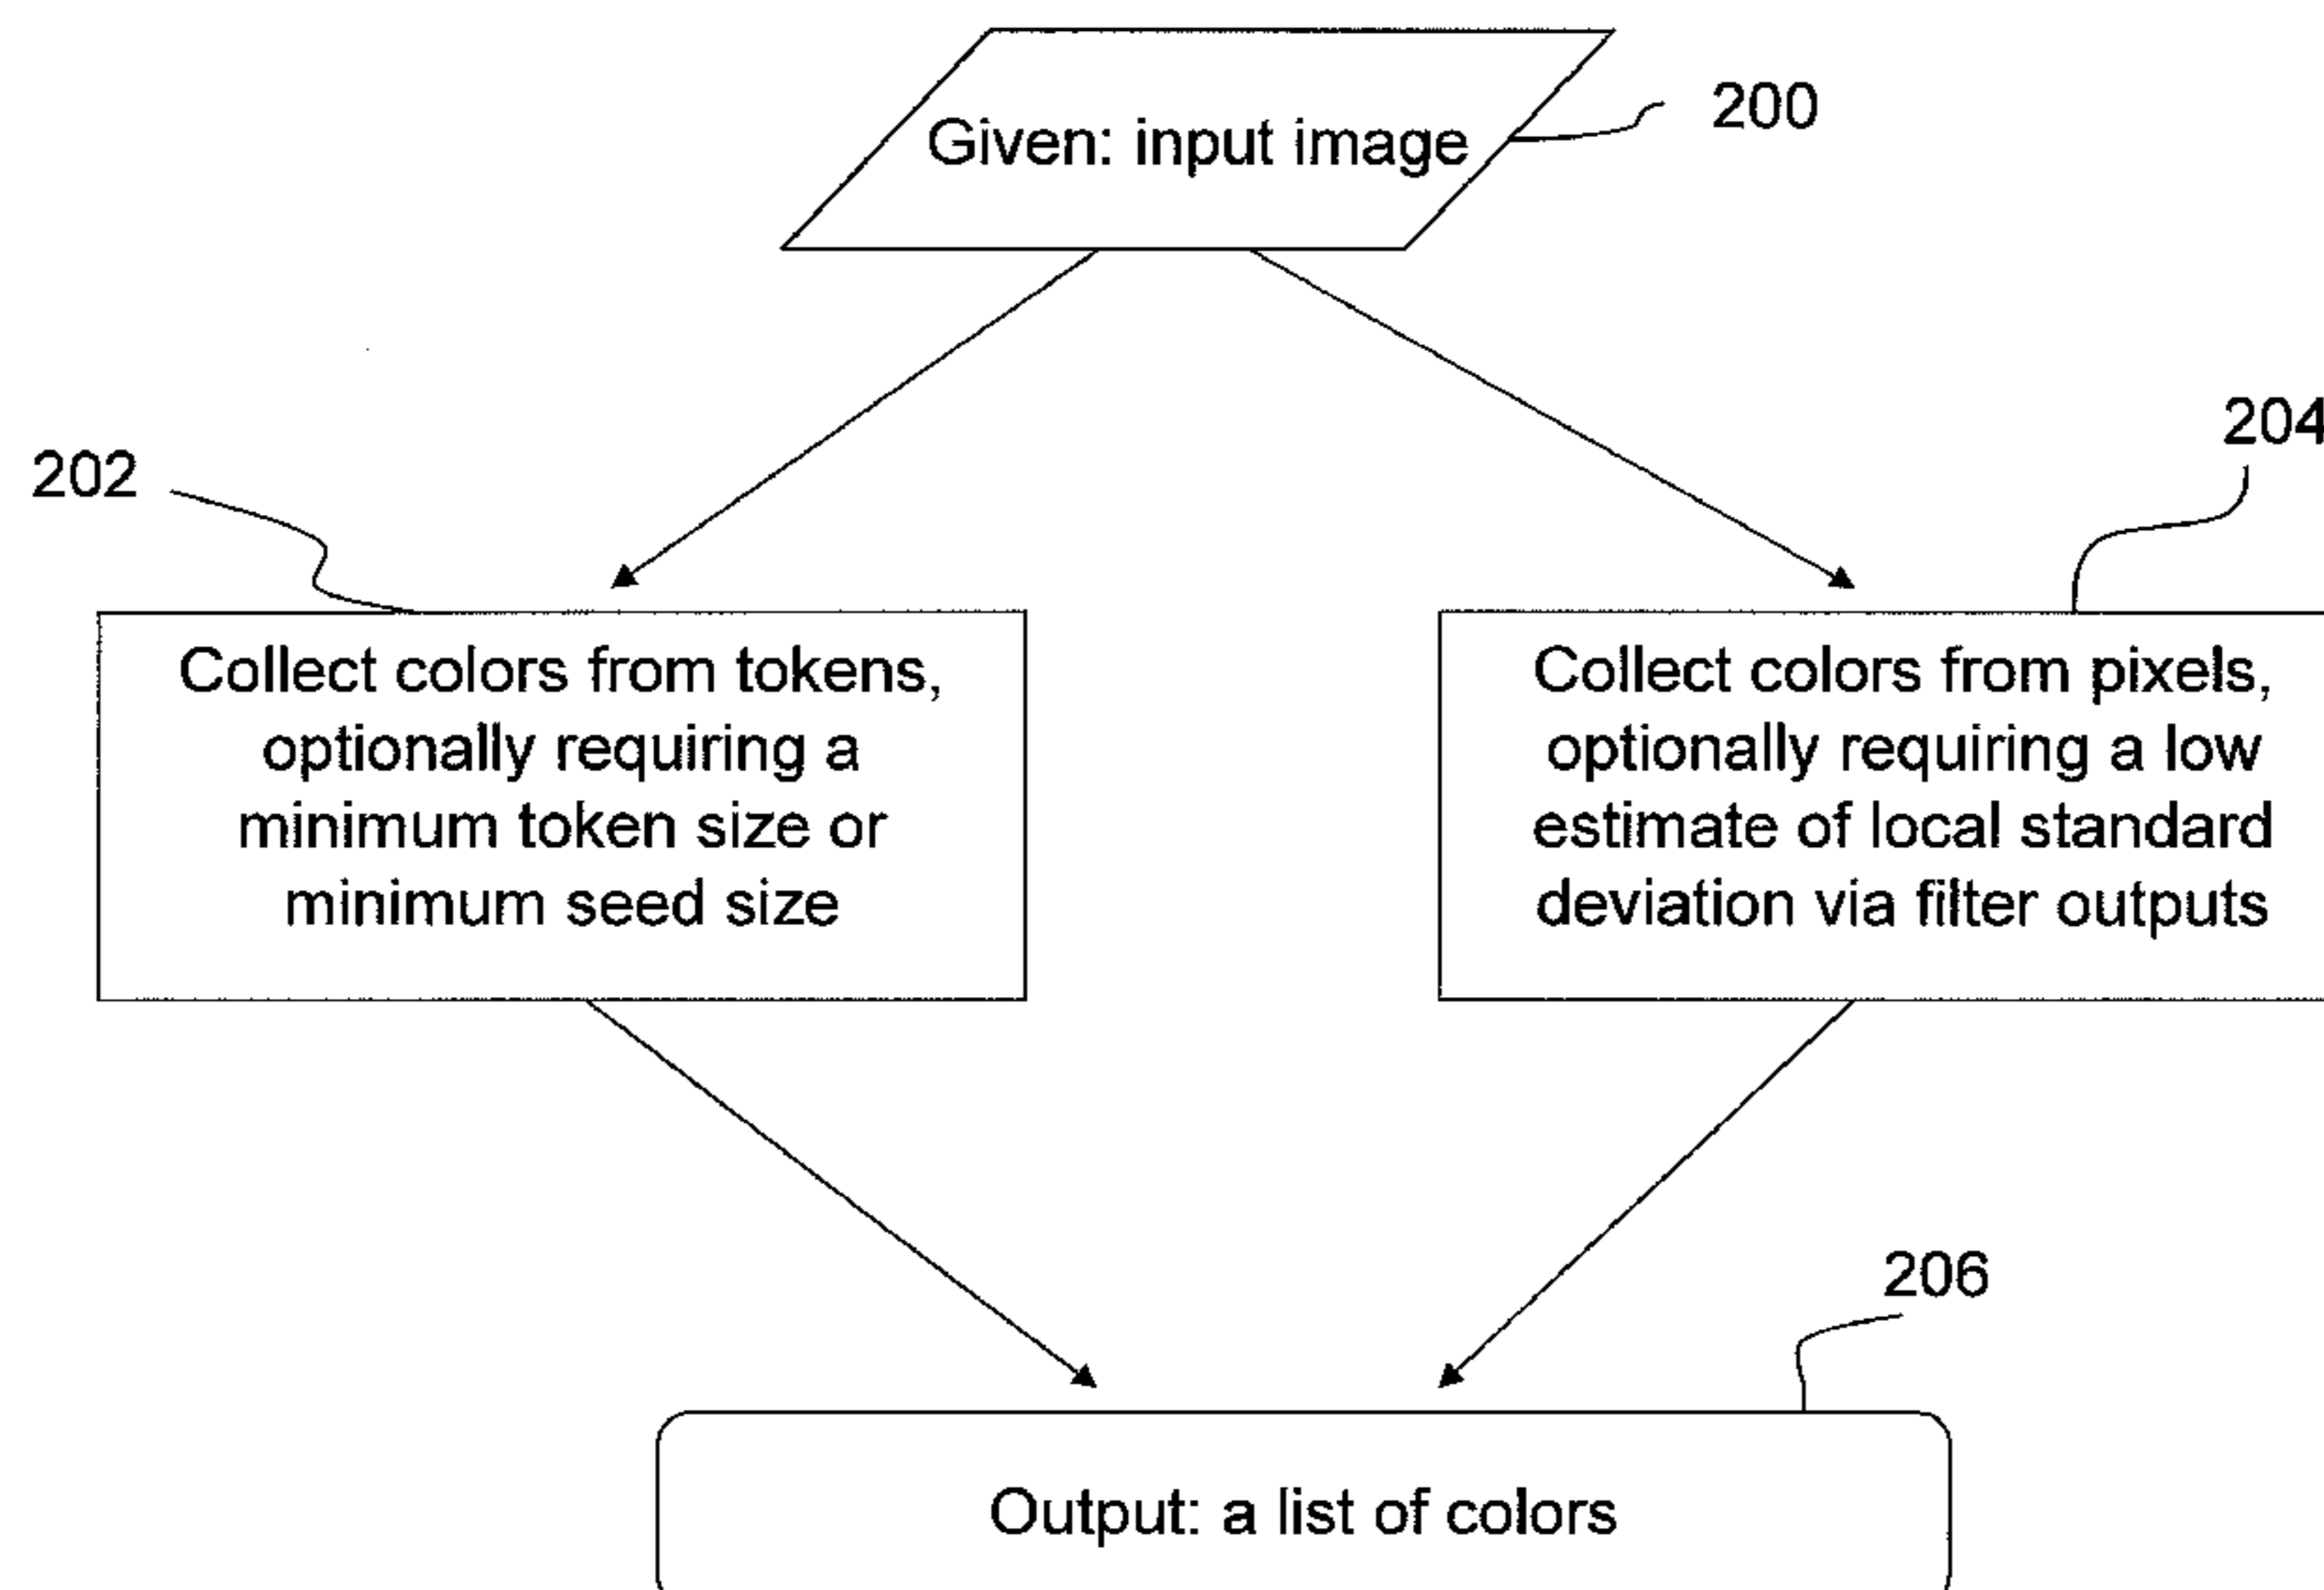 Given: input image
200
202
204
Collect colors from tokens,
optionally requiring a
minimum token size or
minimum seed size
Collect colors from pixels,
optionally requiring a low
estimate of local standard
deviation via filter outputs
206
Output: a list of colors